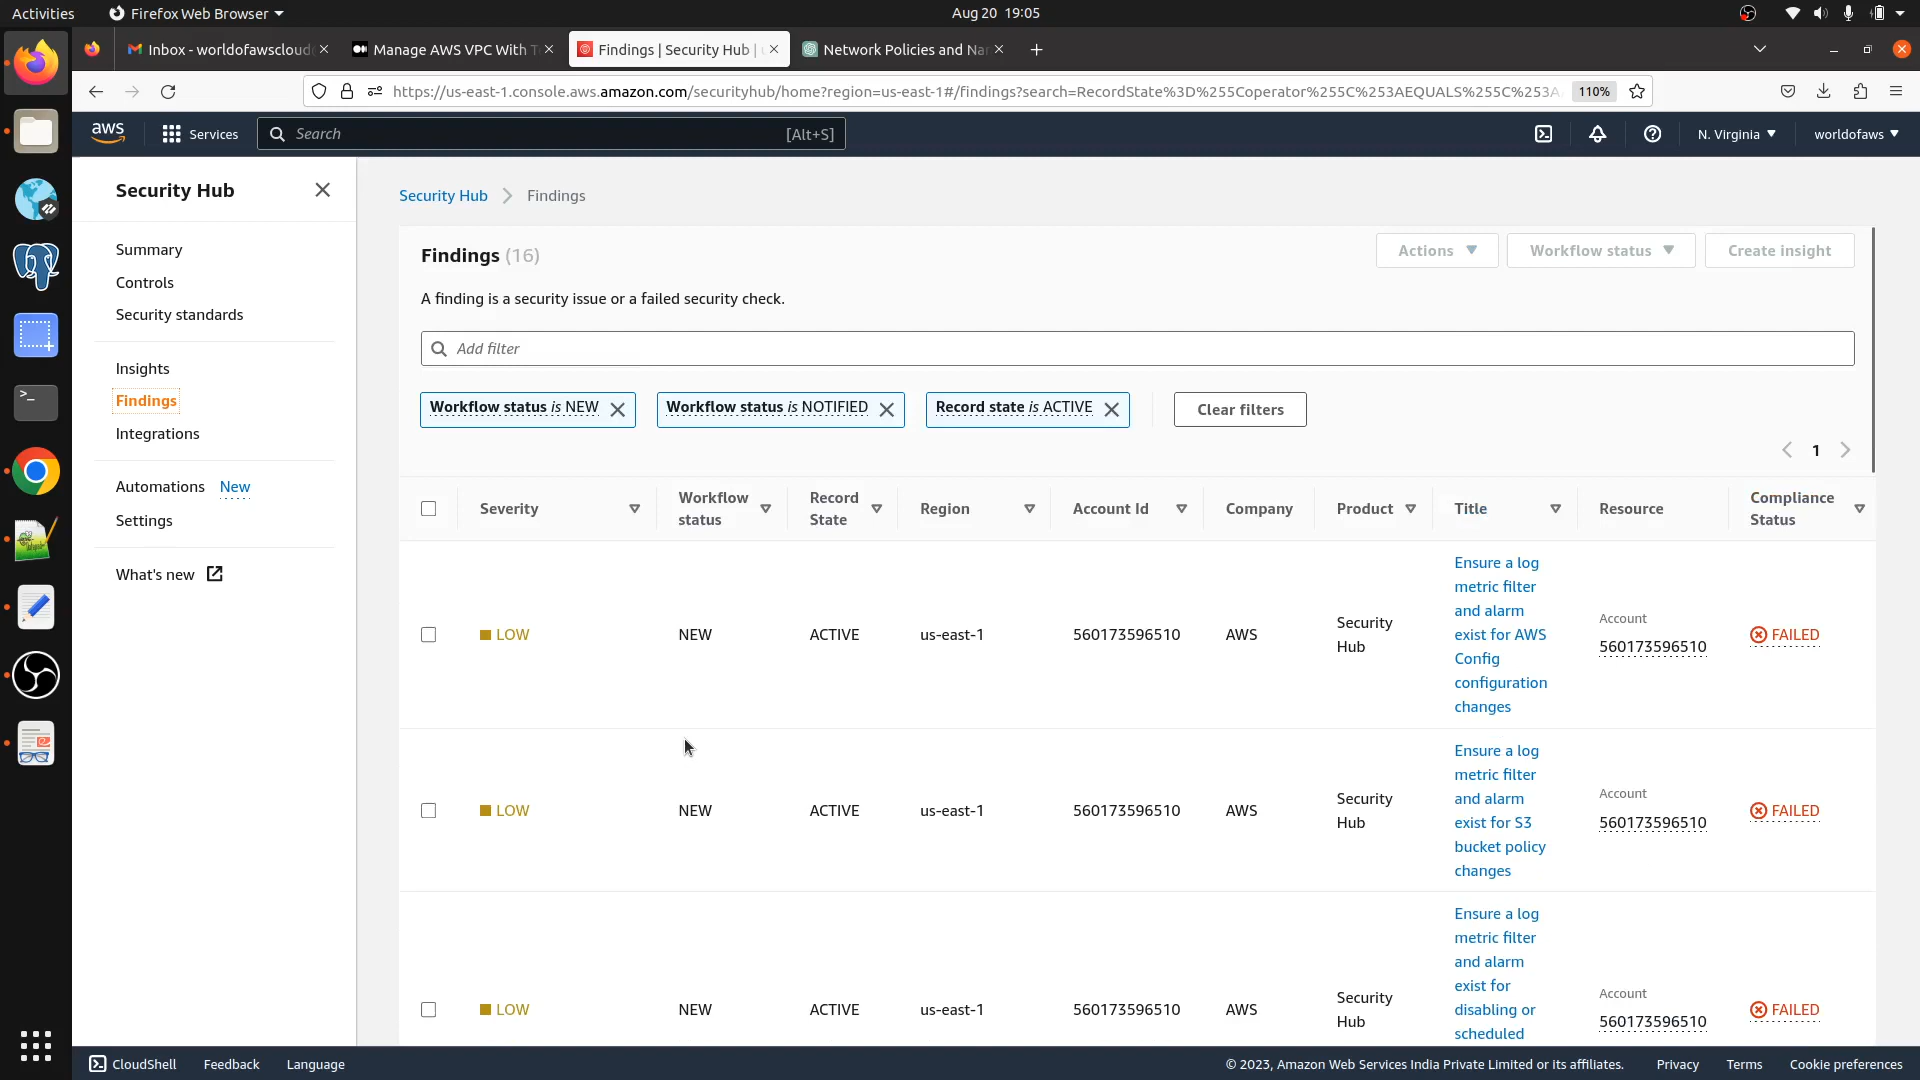 Activities
Firefox Web Browser
Aug 20 19:05
Inbox - worldofawscloud
Manage AWS VPC With T
Findings | Security Hub |
Network Policies and Na
https://us-east-1.console.aws.amazon.com/securityhub/home?region=us-east-1#/findings?search=RecordState%3D%255Coperator%255C%253AEQUALS%255C%253A
110%
aws
Services
Search
[Alt+S]
N. Virginia
worldofaws
Security Hub
Summary
Controls
Security standards
Insights
Findings
Integrations
Automations New
Settings
What's new
Security Hub
Findings
Findings (16)
Actions
Workflow status
Create insight
A finding is a security issue or a failed security check.
Add filter
Workflow status is NEW
Workflow status is NOTIFIED
Record state is ACTIVE
Clear filters
1
Severity
Workflow
status
Record
State
Region
Account Id
Company
Product
Title
Resource
Compliance
Status
LOW
NEW
ACTIVE
us-east-1
560173596510
AWS
Security
Hub
Ensure a log
metric filter
and alarm
exist for AWS
Config
configuration
changes
Account
560173596510
FAILED
LOW
NEW
ACTIVE
us-east-1
560173596510
AWS
Security
Hub
Ensure a log
metric filter
and alarm
exist for S3
bucket policy
changes
Account
560173596510
FAILED
LOW
NEW
ACTIVE
us-east-1
560173596510
AWS
Security
Hub
Ensure a log
metric filter
and alarm
exist for
disabling or
scheduled
Account
560173596510
FAILED
CloudShell
Feedback
Language
© 2023, Amazon Web Services India Private Limited or its affiliates.
Privacy
Terms
Cookie preferences